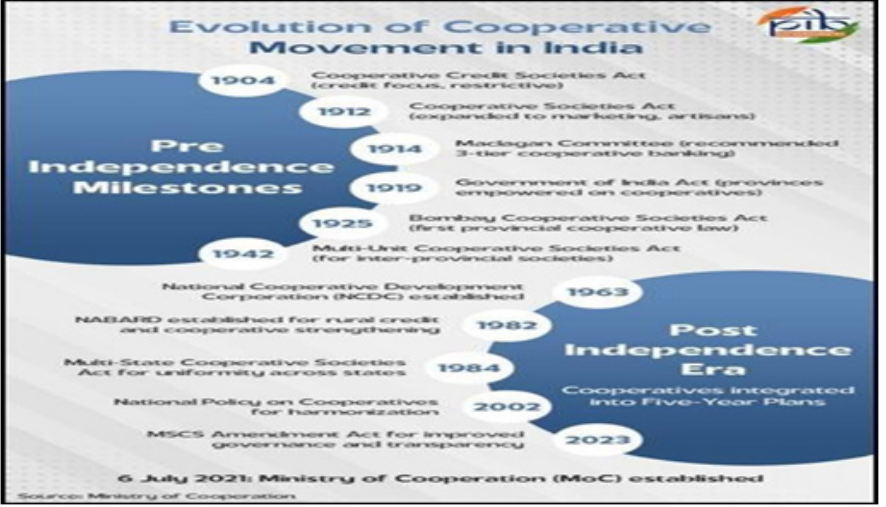 Evolution of Cooperative
Movement in India
pib
Pre
Independence
Milestones
1904
Cooperative Credit Societies Act
(credit focus, restrictive)
1912
Cooperative Societies Act
(expanded to marketing, artisans)
1914
Maclagan Committee (recommended
3-tier cooperative banking)
1919
Government of India Act (provinces
empowered on cooperatives)
1925
Bombay Cooperative Societies Act
(first provincial cooperative law)
1942
Multi-Unit Cooperative Societies Act
(for inter-provincial societies)
Post
Independence
Era
Cooperatives integrated
into Five-Year Plans
National Cooperative Development
Corporation (NCDC) established
1963
NABARD established for rural credit
and cooperative strengthening
1982
Multi-State Cooperative Societies
Act for uniformity across states
1984
National Policy on Cooperatives
for harmonization
2002
MSCS Amendment Act for improved
governance and transparency
2023
6 July 2021: Ministry of Cooperation (MoC) established
Source: Ministry of Cooperation